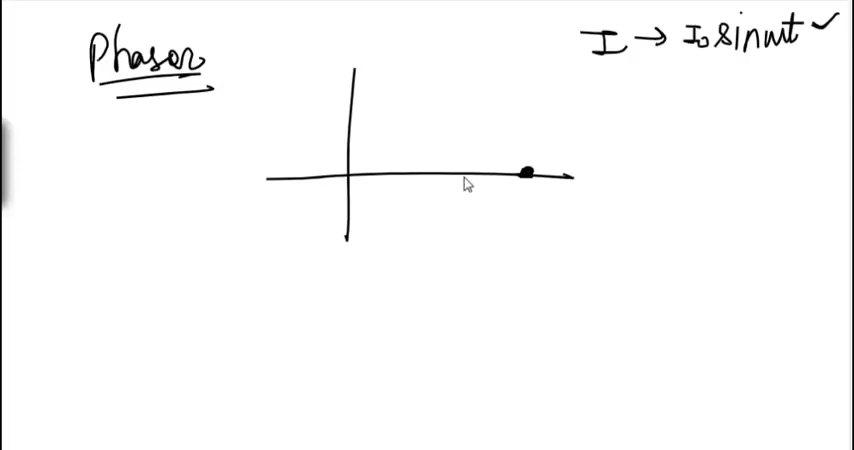 Phasor
I → I₀ sinωt ✓